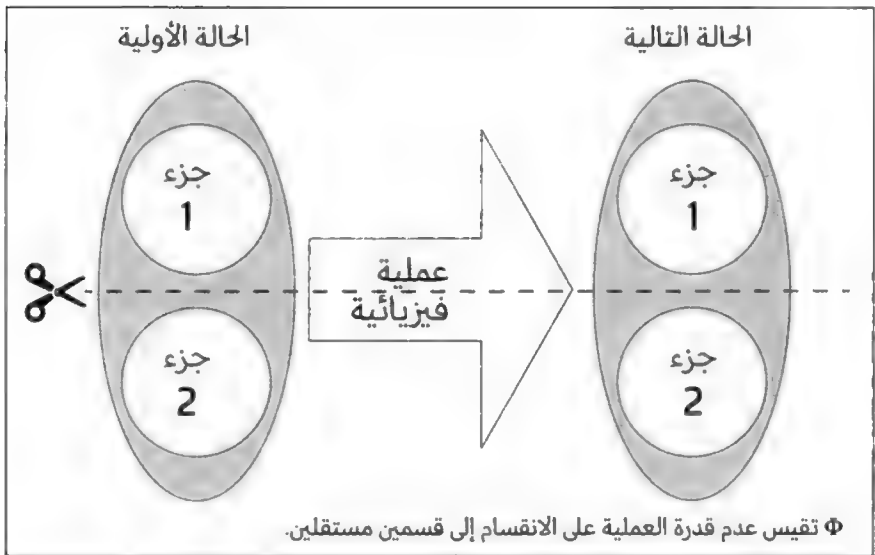 الحالة الأولية
الحالة التالية
جزء
1
جزء
2
عملية
فيزيائية
جزء
1
جزء
2
Φ تقيس عدم قدرة العملية على الانقسام إلى قسمين مستقلين.